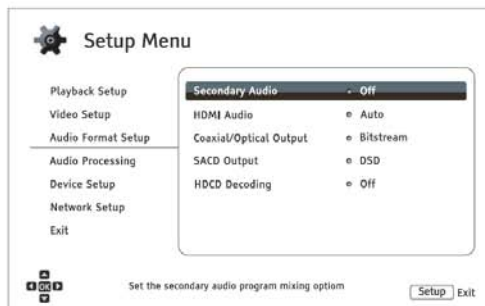 Setup Menu
Playback Setup
Video Setup
Audio Format Setup
Audio Processing
Device Setup
Network Setup
Exit
Secondary Audio Off
HDMI Audio Auto
Coaxial/Optical Output Bitstream
SACD Output DSD
HDCD Decoding Off
OK
Set the secondary audio program mixing optiom
Setup Exit